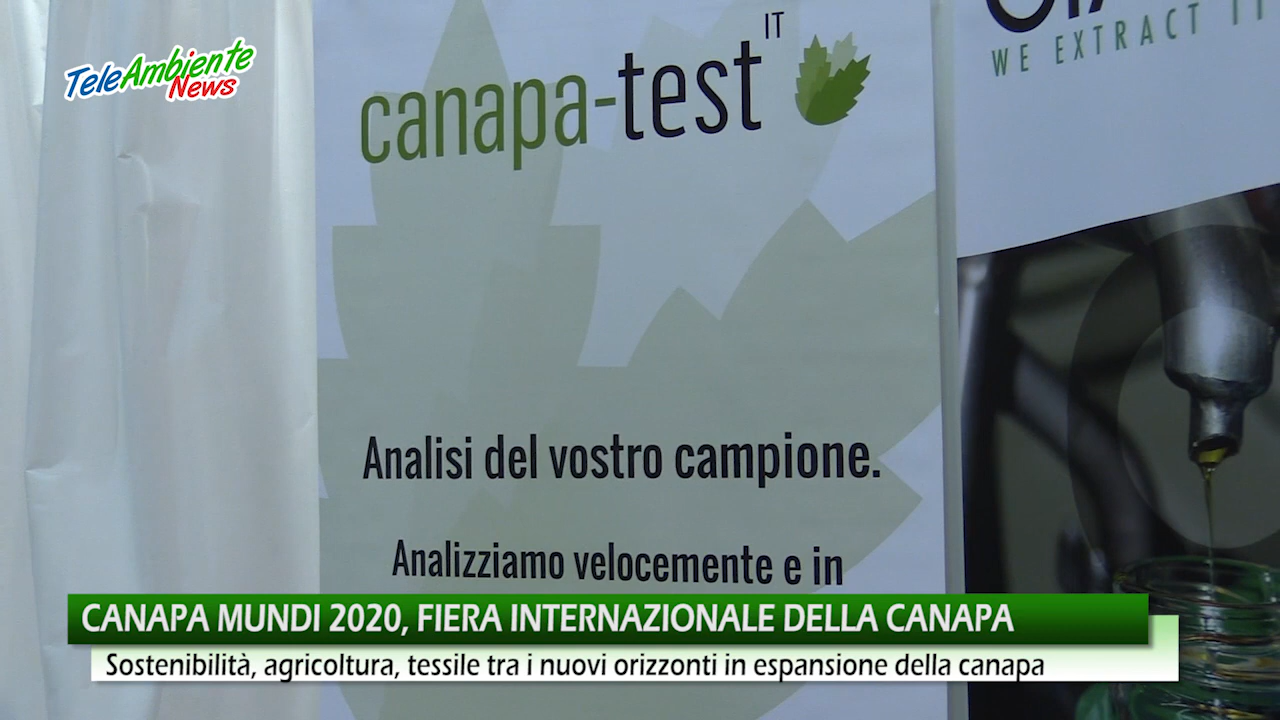 TeleAmbiente
News
IT
canapa-test
WE EXTRACT
Analisi del vostro campione.
Analizziamo velocemente e in
CANAPA MUNDI 2020, FIERA INTERNAZIONALE DELLA CANAPA
Sostenibilità, agricoltura, tessile tra i nuovi orizzonti in espansione della canapa